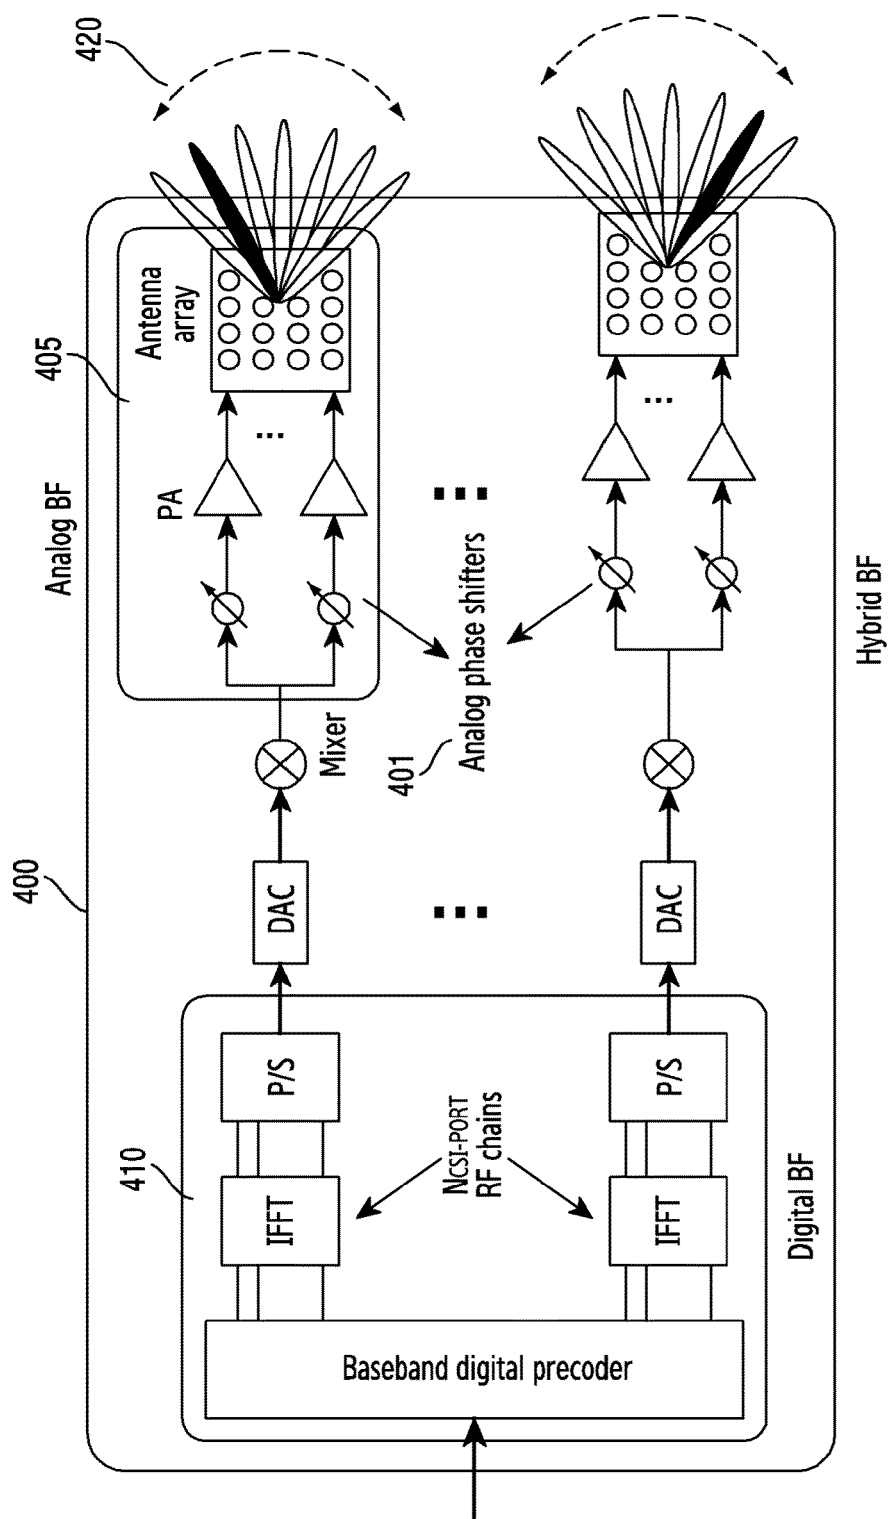 400
Analog BF
405
420
Antenna
array
PA
Mixer
DAC
P/S
IFFT
410
Baseband digital precoder
NCSI-PORT
RF chains
401
Analog phase shifters
...
...
...
...
IFFT
P/S
DAC
Digital BF
Hybrid BF